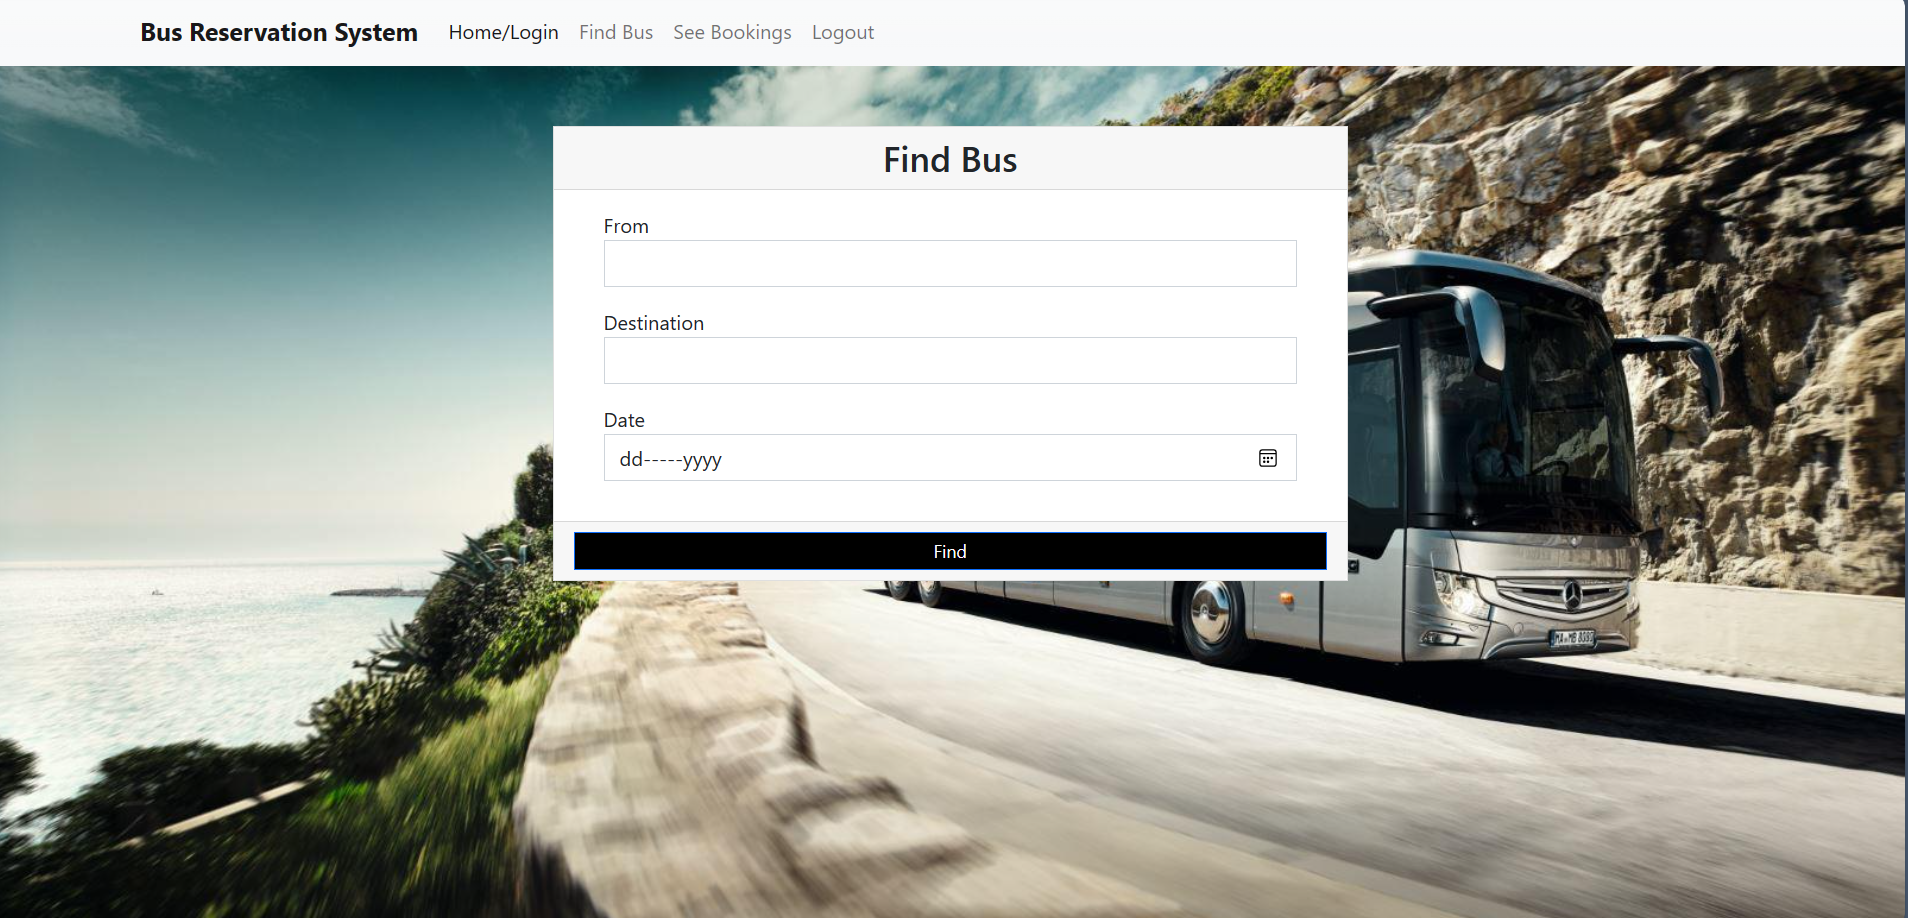 Bus Reservation System Home/Login Find Bus See Bookings Logout
Find Bus
From
Destination
Date
dd-----yyyy
Find